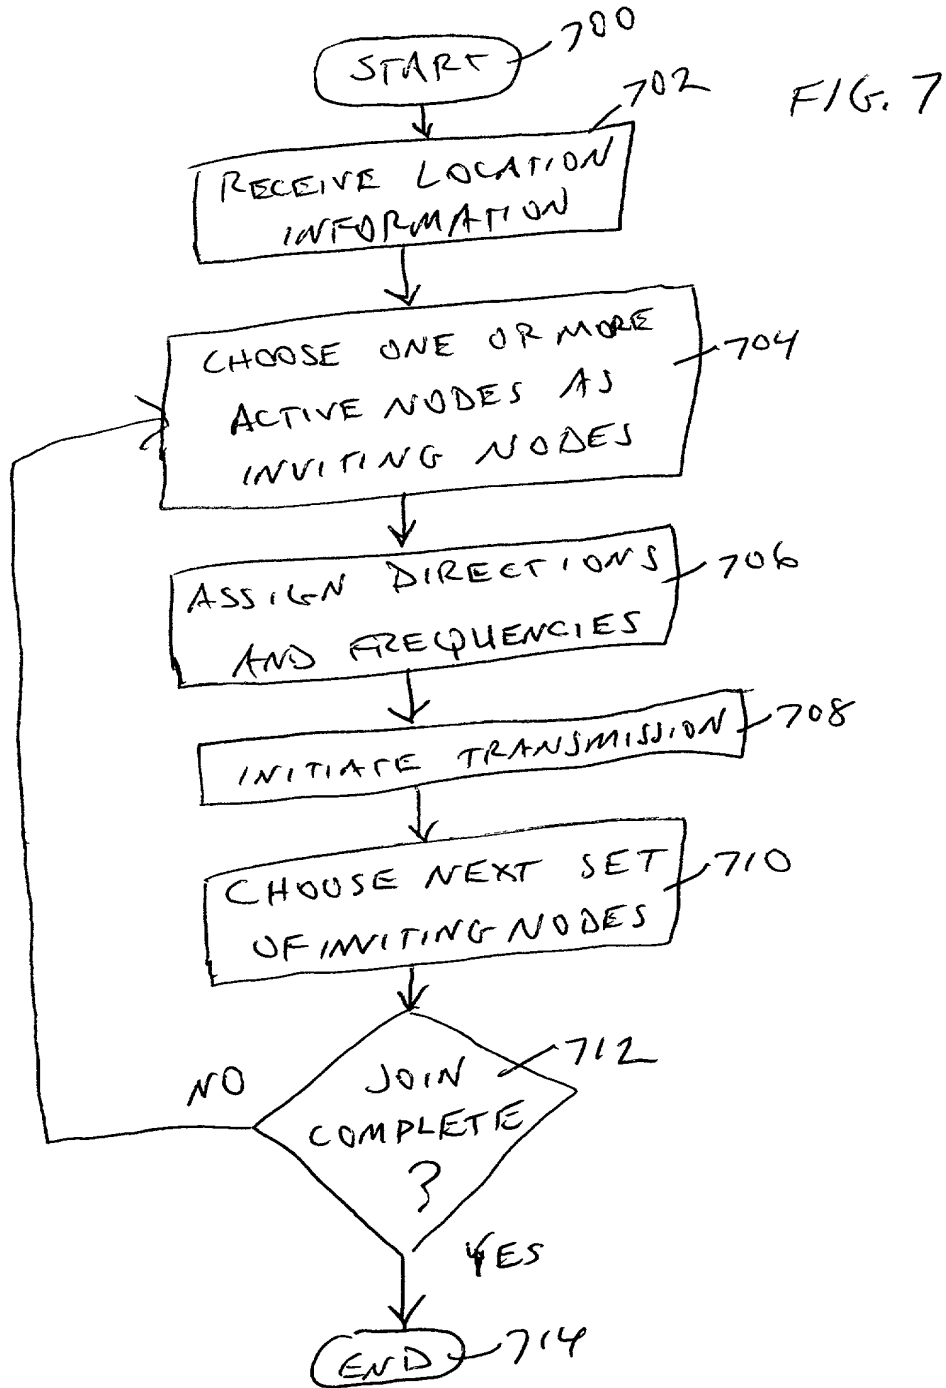 START
700
FIG. 7
702
RECEIVE LOCATION
INFORMATION
CHOOSE ONE OR MORE
ACTIVE NODES AS
INVITING NODES
704
ASSIGN DIRECTIONS
AND FREQUENCIES
706
INITIATE TRANSMISSION
708
CHOOSE NEXT SET
OF INVITING NODES
710
JOIN
COMPLETE
?
712
NO
YES
END
714